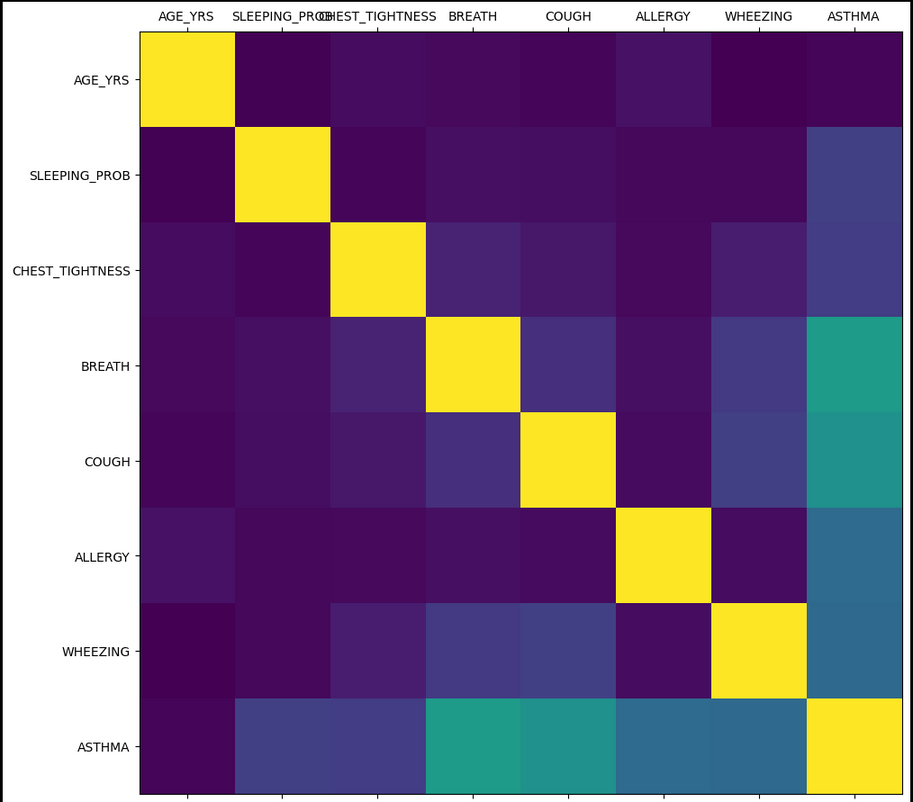 AGE_YRS SLEEPING_PROB CHEST_TIGHTNESS BREATH COUGH ALLERGY WHEEZING ASTHMA
AGE_YRS
SLEEPING_PROB
CHEST_TIGHTNESS
BREATH
COUGH
ALLERGY
WHEEZING
ASTHMA